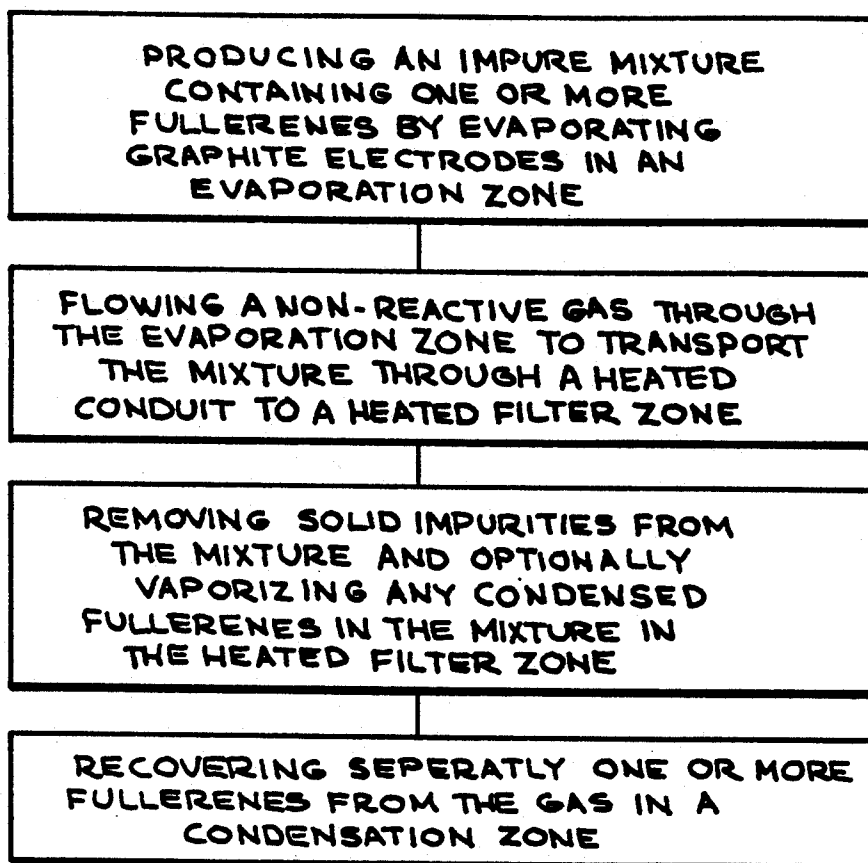 PRODUCING AN IMPURE MIXTURE
CONTAINING ONE OR MORE
FULLERENES BY EVAPORATING
GRAPHITE ELECTRODES IN AN
EVAPORATION ZONE
FLOWING A NON-REACTIVE GAS THROUGH
THE EVAPORATION ZONE TO TRANSPORT
THE MIXTURE THROUGH A HEATED
CONDUIT TO A HEATED FILTER ZONE
REMOVING SOLID IMPURITIES FROM
THE MIXTURE AND OPTIONALLY
VAPORIZING ANY CONDENSED
FULLERENES IN THE MIXTURE IN
THE HEATED FILTER ZONE
RECOVERING SEPERATLY ONE OR MORE
FULLERENES FROM THE GAS IN A
CONDENSATION ZONE